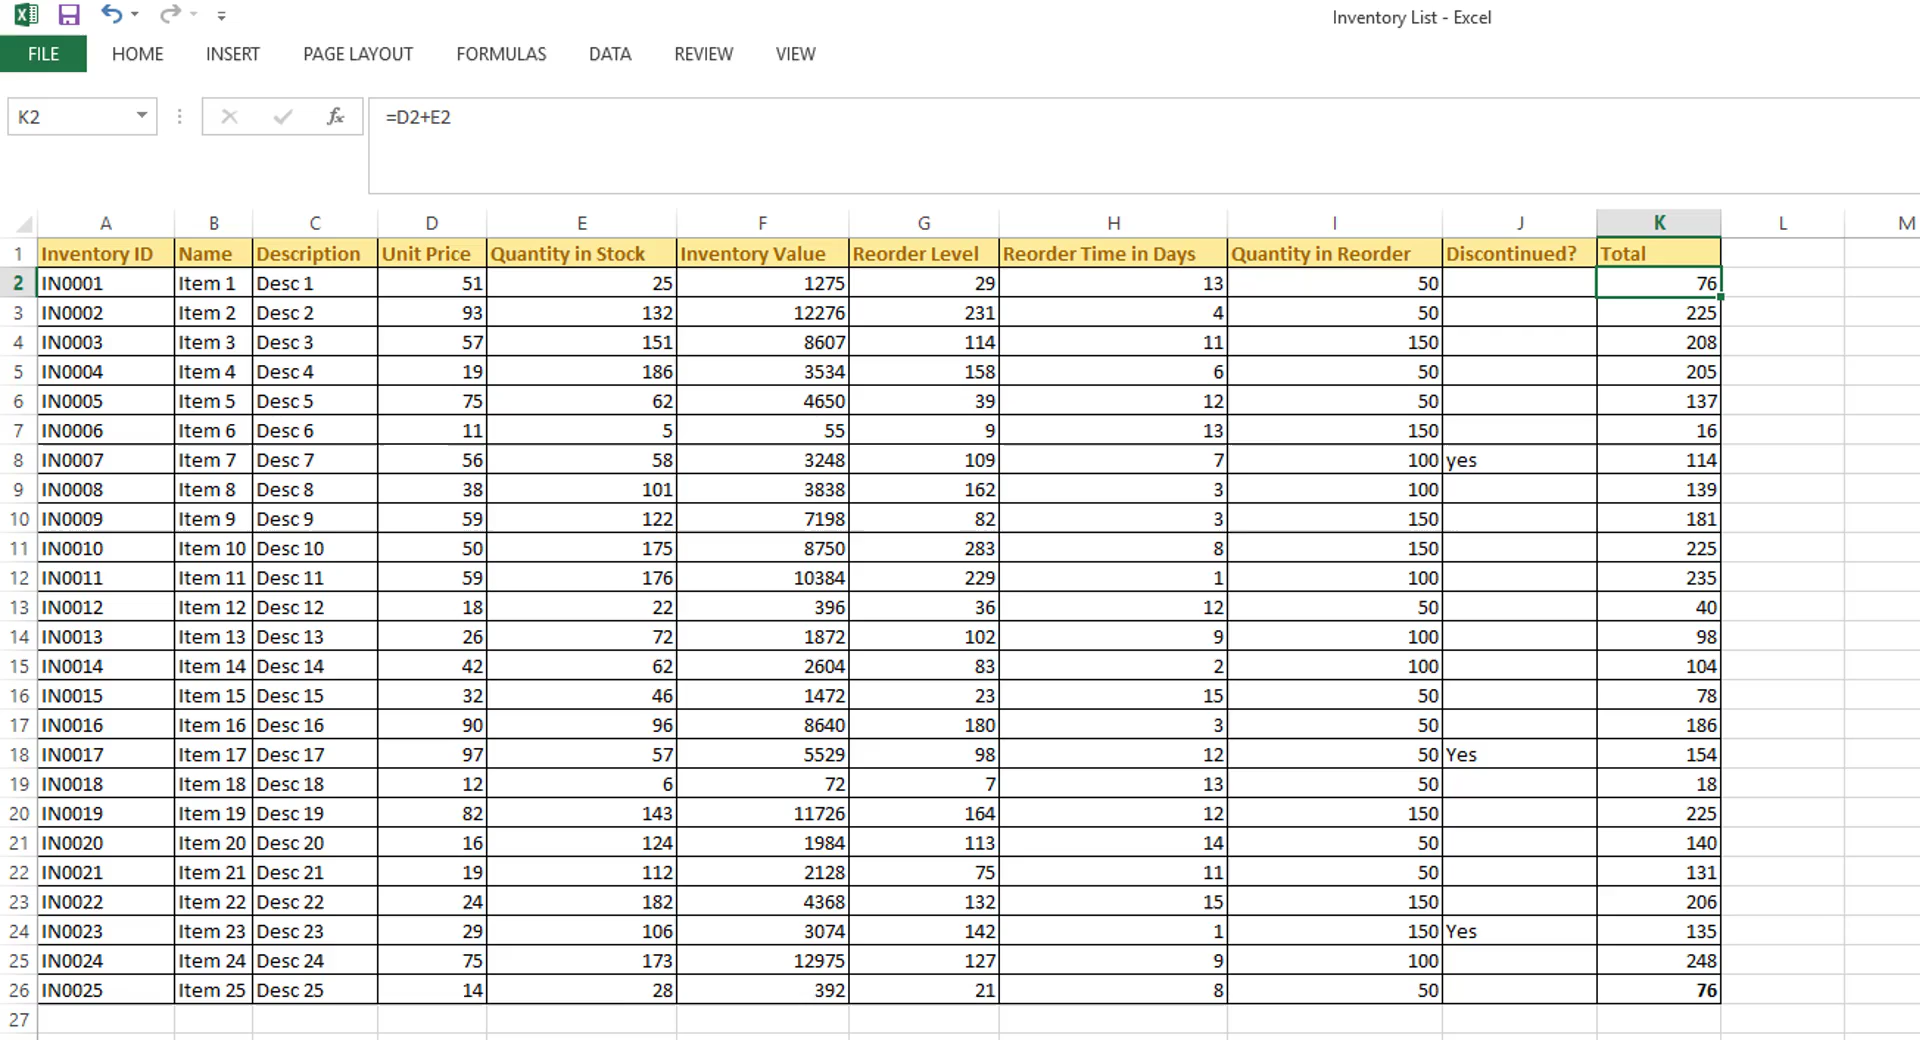 Inventory List - Excel
FILE HOME INSERT PAGE LAYOUT FORMULAS DATA REVIEW VIEW
K2 fx =D2+E2
A B C D E F G H I J K L M
1 Inventory ID Name Description Unit Price Quantity in Stock Inventory Value Reorder Level Reorder Time in Days Quantity in Reorder Discontinued? Total
2 IN0001 Item 1 Desc 1 51 25 1275 29 13 50 76
3 IN0002 Item 2 Desc 2 93 132 12276 231 4 50 225
4 IN0003 Item 3 Desc 3 57 151 8607 114 11 150 208
5 IN0004 Item 4 Desc 4 19 186 3534 158 6 50 205
6 IN0005 Item 5 Desc 5 75 62 4650 39 12 50 137
7 IN0006 Item 6 Desc 6 11 5 55 9 13 150 16
8 IN0007 Item 7 Desc 7 56 58 3248 109 7 100 yes 114
9 IN0008 Item 8 Desc 8 38 101 3838 162 3 100 139
10 IN0009 Item 9 Desc 9 59 122 7198 82 3 150 181
11 IN0010 Item 10 Desc 10 50 175 8750 283 8 150 225
12 IN0011 Item 11 Desc 11 59 176 10384 229 1 100 235
13 IN0012 Item 12 Desc 12 18 22 396 36 12 50 40
14 IN0013 Item 13 Desc 13 26 72 1872 102 9 100 98
15 IN0014 Item 14 Desc 14 42 62 2604 83 2 100 104
16 IN0015 Item 15 Desc 15 32 46 1472 23 15 50 78
17 IN0016 Item 16 Desc 16 90 96 8640 180 3 50 186
18 IN0017 Item 17 Desc 17 97 57 5529 98 12 50 Yes 154
19 IN0018 Item 18 Desc 18 12 6 72 7 13 50 18
20 IN0019 Item 19 Desc 19 82 143 11726 164 12 150 225
21 IN0020 Item 20 Desc 20 16 124 1984 113 14 50 140
22 IN0021 Item 21 Desc 21 19 112 2128 75 11 50 131
23 IN0022 Item 22 Desc 22 24 182 4368 132 15 150 206
24 IN0023 Item 23 Desc 23 29 106 3074 142 1 150 Yes 135
25 IN0024 Item 24 Desc 24 75 173 12975 127 9 100 248
26 IN0025 Item 25 Desc 25 14 28 392 21 8 50 76
27